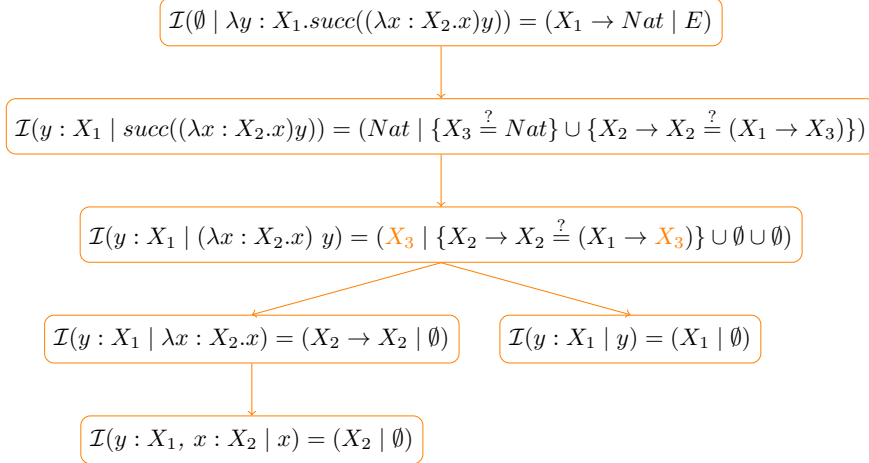 ℐ(∅ | λy : X₁.succ((λx : X₂.x)y)) = (X₁ → Nat | E)
ℐ(y : X₁ | succ((λx : X₂.x)y)) = (Nat | {X₃ ≟ Nat} ∪ {X₂ → X₂ ≟ (X₁ → X₃)})
ℐ(y : X₁ | (λx : X₂.x) y) = (X₃ | {X₂ → X₂ ≟ (X₁ → X₃)} ∪ ∅ ∪ ∅)
ℐ(y : X₁ | λx : X₂.x) = (X₂ → X₂ | ∅)
ℐ(y : X₁ | y) = (X₁ | ∅)
ℐ(y : X₁, x : X₂ | x) = (X₂ | ∅)